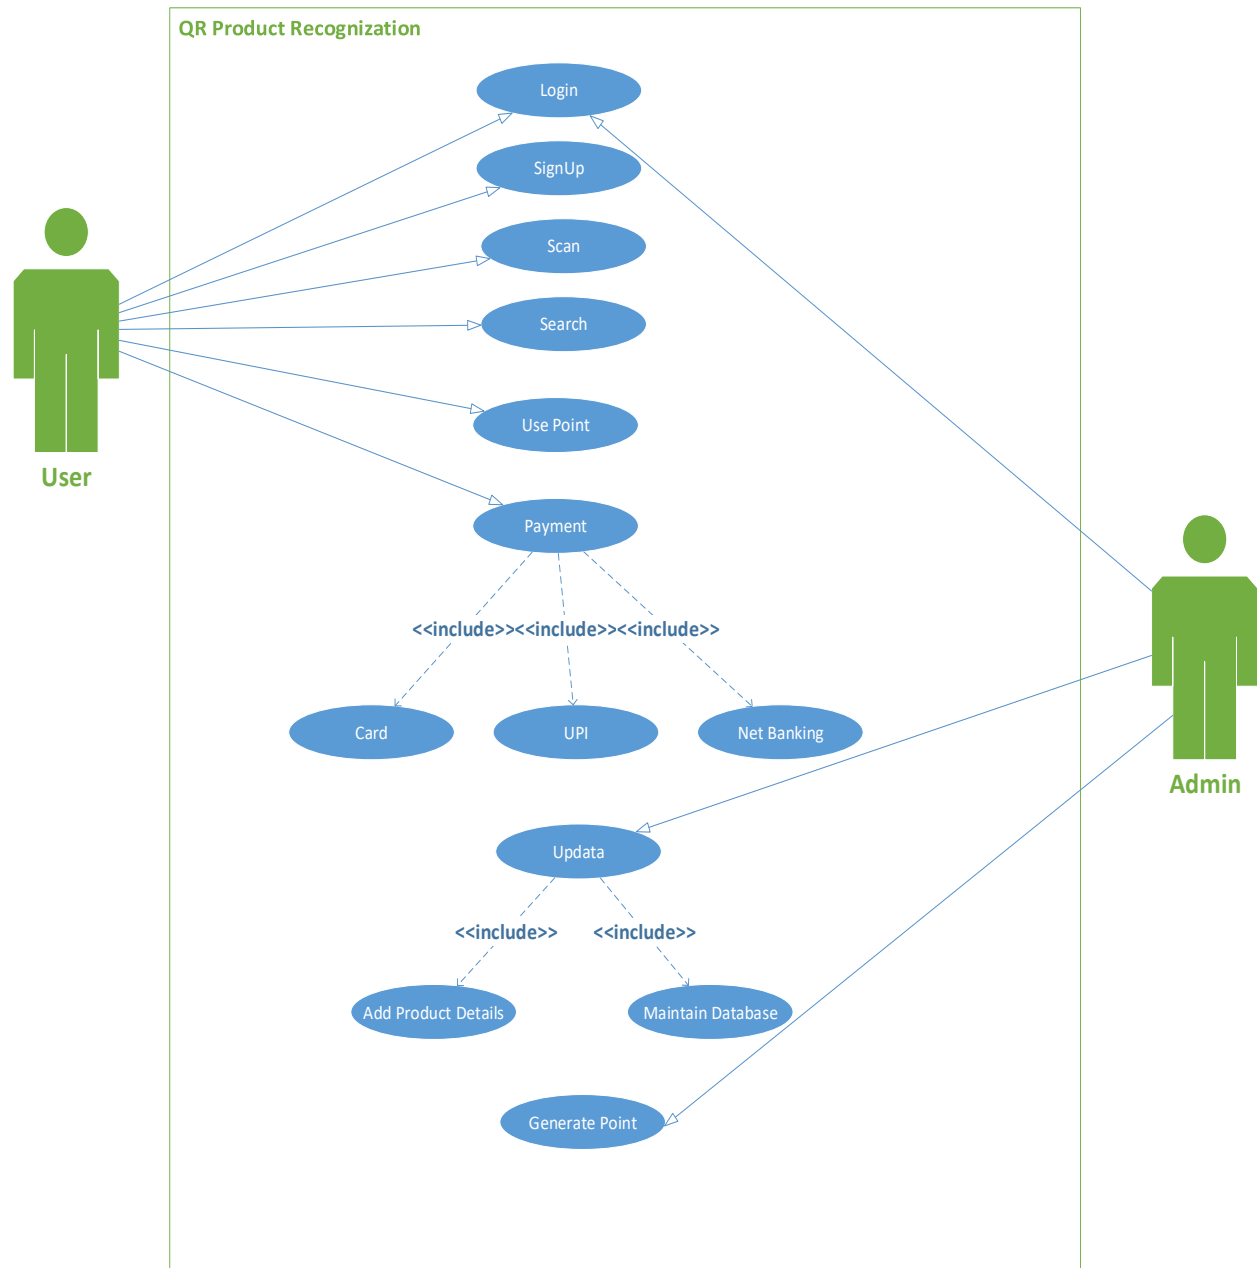 QR Product Recognization
Login
SignUp
Scan
Search
Use Point
User
Payment
<<include>><<include>><<include>>
Card
UPI
Net Banking
Admin
Updata
<<include>>
<<include>>
Add Product Details
Maintain Database
Generate Point